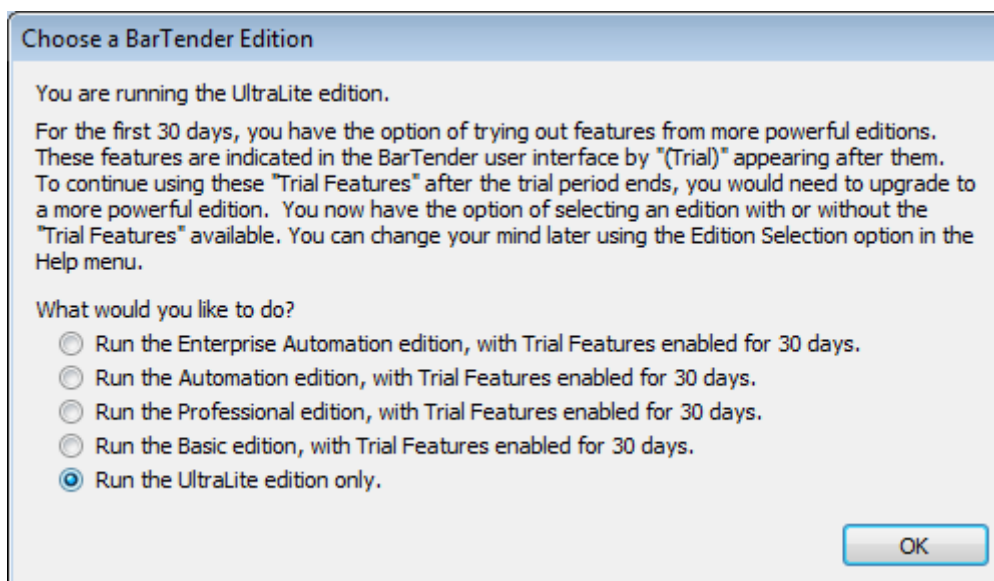 Choose a BarTender Edition
You are running the UltraLite edition.
For the first 30 days, you have the option of trying out features from more powerful editions.
These features are indicated in the BarTender user interface by "(Trial)" appearing after them.
To continue using these "Trial Features" after the trial period ends, you would need to upgrade to
a more powerful edition.  You now have the option of selecting an edition with or without the
"Trial Features" available. You can change your mind later using the Edition Selection option in the
Help menu.
What would you like to do?
Run the Enterprise Automation edition, with Trial Features enabled for 30 days.
Run the Automation edition, with Trial Features enabled for 30 days.
Run the Professional edition, with Trial Features enabled for 30 days.
Run the Basic edition, with Trial Features enabled for 30 days.
Run the UltraLite edition only.
OK